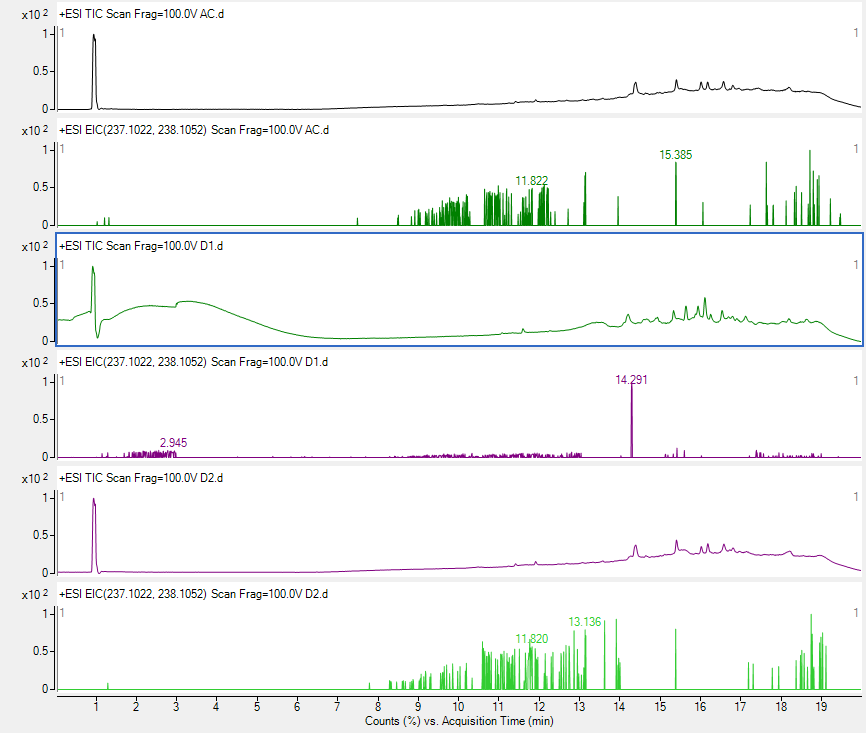 x10 2 +ESI TIC Scan Frag=100.0V AC.d
1 1 1
0.5
0
x10 2 +ESI EIC(237.1022, 238.1052) Scan Frag=100.0V AC.d
1 1 15.385 1
11.822
0.5
0
x10 2 +ESI TIC Scan Frag=100.0V D1.d
1 1 1
0.5
0
x10 2 +ESI EIC(237.1022, 238.1052) Scan Frag=100.0V D1.d
1 1 14.291 1
0.5
2.945
0
x10 2 +ESI TIC Scan Frag=100.0V D2.d
1 1 1
0.5
0
x10 2 +ESI EIC(237.1022, 238.1052) Scan Frag=100.0V D2.d
1 1 1
13.136
11.820
0.5
0
1 2 3 4 5 6 7 8 9 10 11 12 13 14 15 16 17 18 19
Counts (%) vs. Acquisition Time (min)